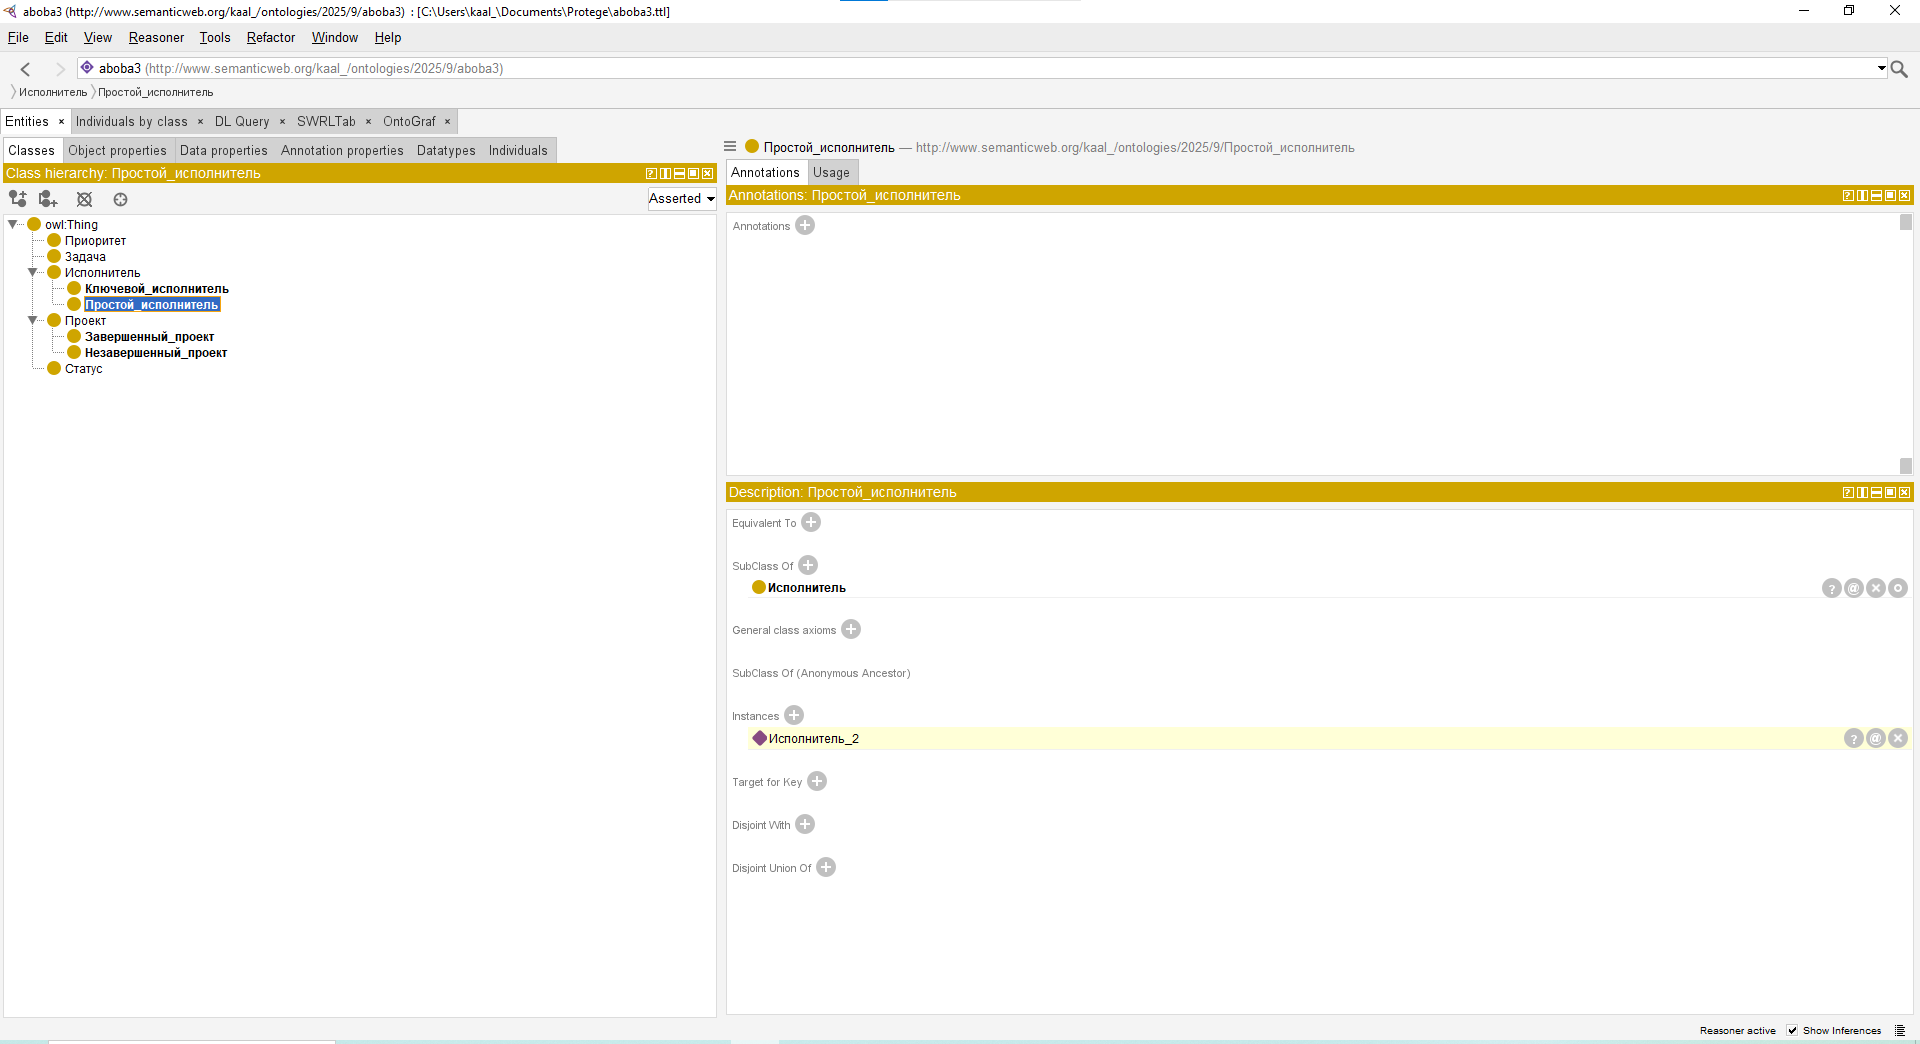 aboba3 (http://www.semanticweb.org/kaal_/ontologies/2025/9/aboba3) : [C:\Users\kaal_\Documents\Protege\aboba3.ttl]
File Edit View Reasoner Tools Refactor Window Help
aboba3 (http://www.semanticweb.org/kaal_/ontologies/2025/9/aboba3)
Исполнитель Простой_исполнитель
Entities × Individuals by class × DL Query × SWRLTab × OntoGraf ×
Classes Object properties Data properties Annotation properties Datatypes Individuals
Class hierarchy: Простой_исполнитель
Asserted
owl:Thing
Приоритет
Задача
Исполнитель
Ключевой_исполнитель
Простой_исполнитель
Проект
Завершенный_проект
Незавершенный_проект
Статус
Простой_исполнитель — http://www.semanticweb.org/kaal_/ontologies/2025/9/Простой_исполнитель
Annotations Usage
Annotations: Простой_исполнитель
Annotations
Description: Простой_исполнитель
Equivalent To
SubClass Of
Исполнитель
General class axioms
SubClass Of (Anonymous Ancestor)
Instances
Исполнитель_2
Target for Key
Disjoint With
Disjoint Union Of
Reasoner active Show Inferences